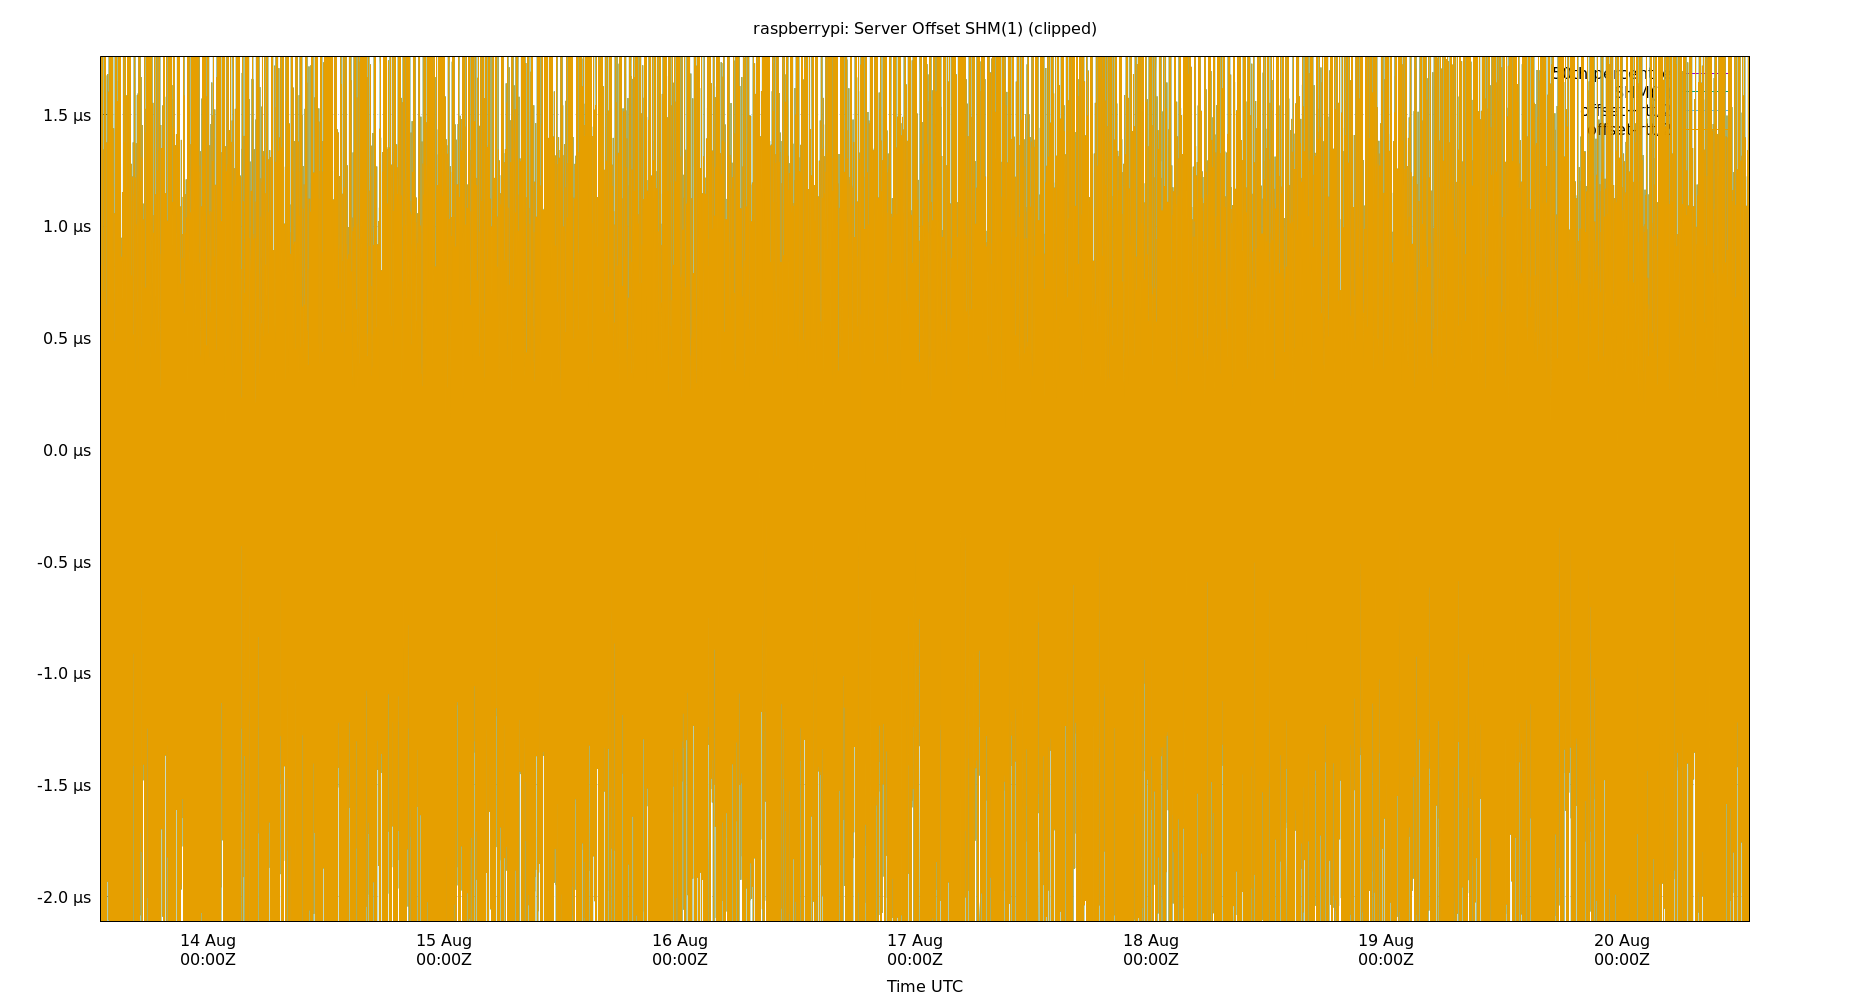 raspberrypi: Server Offset SHM(1) (clipped)
1.5 µs
1.0 µs
0.5 µs
0.0 µs
-0.5 µs
-1.0 µs
-1.5 µs
-2.0 µs
14 Aug
00:00Z
15 Aug
00:00Z
16 Aug
00:00Z
17 Aug
00:00Z
18 Aug
00:00Z
19 Aug
00:00Z
20 Aug
00:00Z
Time UTC